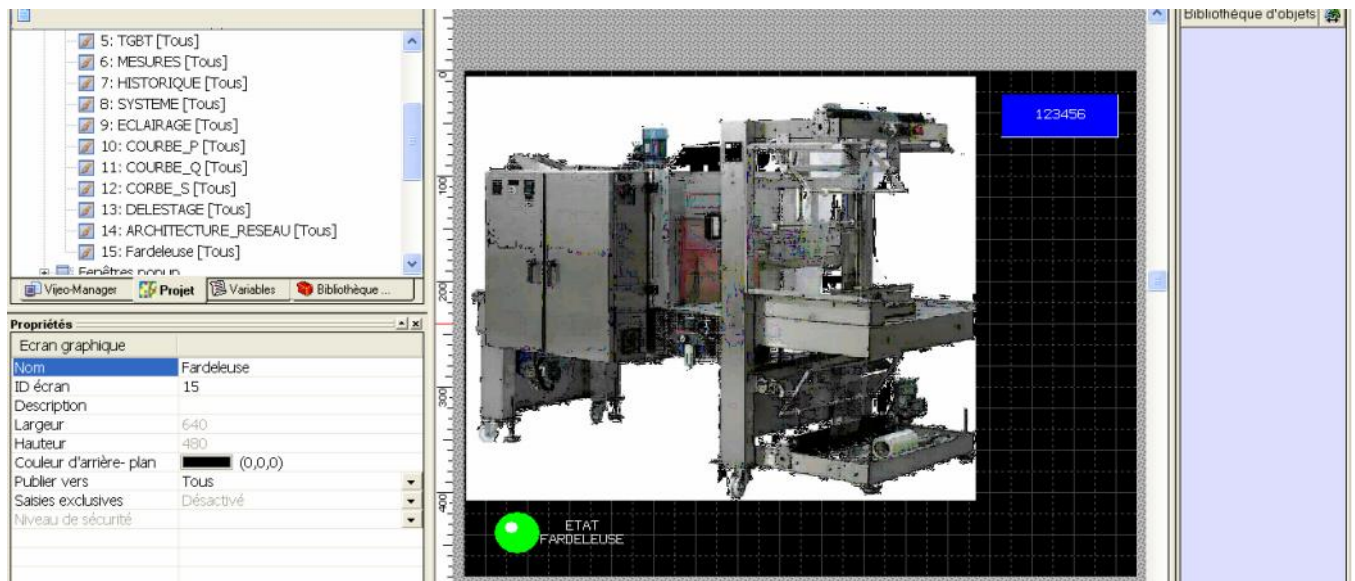 5: TGBT [Tous]
6: MESURES [Tous]
7: HISTORIQUE [Tous]
8: SYSTEME [Tous]
9: ECLAIRAGE [Tous]
10: COURBE_P [Tous]
11: COURBE_Q [Tous]
12: CORBE_S [Tous]
13: DELESTAGE [Tous]
14: ARCHITECTURE_RESEAU [Tous]
15: Fardeleuse [Tous]
Fenêtres popup
Vijeo-Manager Projet Variables Bibliothèque ...
Propriétés
Ecran graphique
Nom Fardeleuse
ID écran 15
Description
Largeur 640
Hauteur 480
Couleur d'arrière- plan (0,0,0)
Publier vers Tous
Saisies exclusives Désactivé
Niveau de sécurité
0
100
200
300
400
123456
ETAT
FARDELEUSE
Bibliothèque d'objets